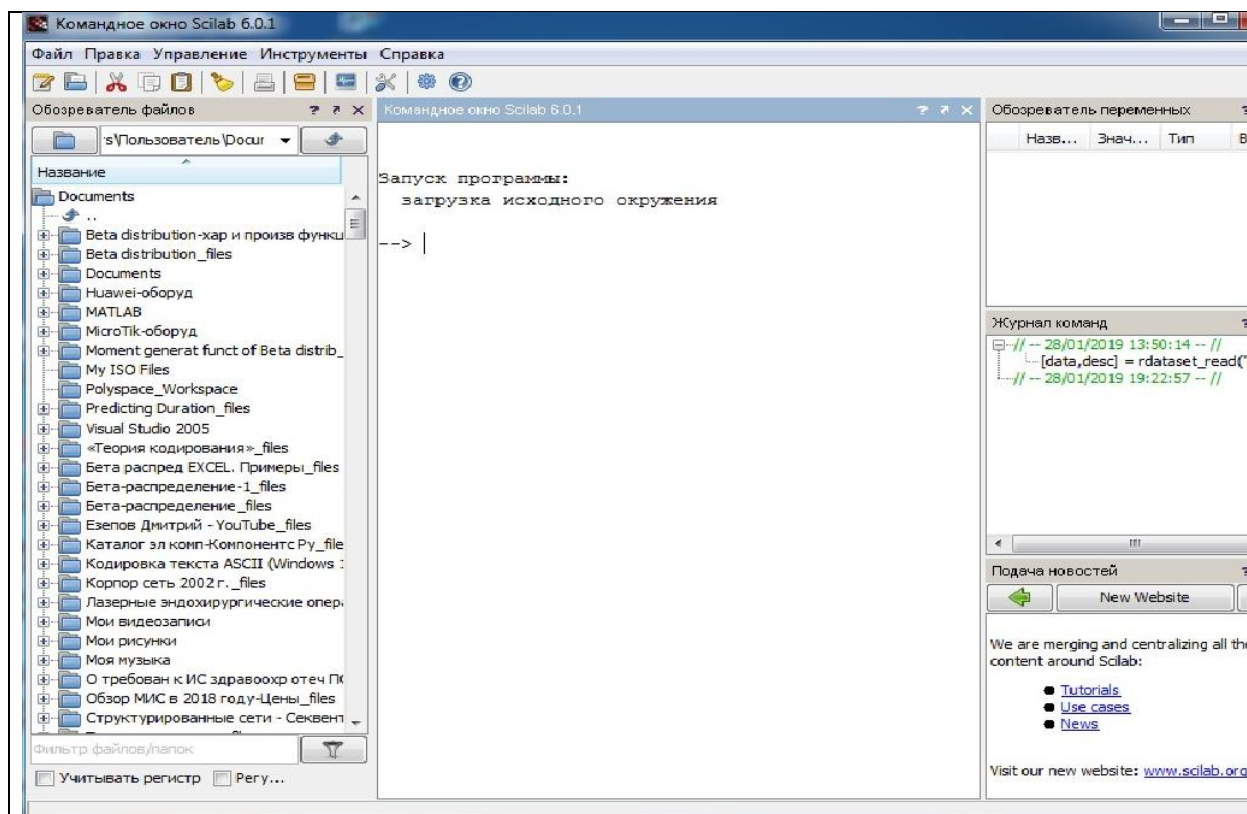 Командное окно Scilab 6.0.1
Файл Правка Управление Инструменты Справка
Обозреватель файлов
:s\Пользователь\Docur
Название
Documents
..
Beta distribution-хар и произв функц
Beta distribution_files
Documents
Huawei-оборуд
MATLAB
MicroTik-оборуд
Moment generat funct of Beta distrib_
My ISO Files
Polyspace_Workspace
Predicting Duration_files
Visual Studio 2005
«Теория кодирования»_files
Бета распред EXCEL. Примеры_files
Бета-распределение-1_files
Бета-распределение_files
Езепов Дмитрий - YouTube_files
Каталог эл комп-Компонентс Ру_file
Кодировка текста ASCII (Windows
Корпор сеть 2002 г._files
Лазерные эндохирургические опер
Мои видеозаписи
Мои рисунки
Моя музыка
О требован к ИС здравоохр отеч ПО
Обзор МИС в 2018 году-Цены_files
Структурированные сети - Секвент
Фильтр файлов/папок
Учитывать регистр Регу...
Командное окно Scilab 6.0.1
Запуск программы:
загрузка исходного окружения
-->
Обозреватель переменных
Назв... Знач... Тип В
Журнал команд
// -- 28/01/2019 13:50:14 -- //
[data,desc] = rdataset_read("
// -- 28/01/2019 19:22:57 -- //
Подача новостей
New Website
We are merging and centralizing all the
content around Scilab:
Tutorials
Use cases
News
Visit our new website: www.scilab.org